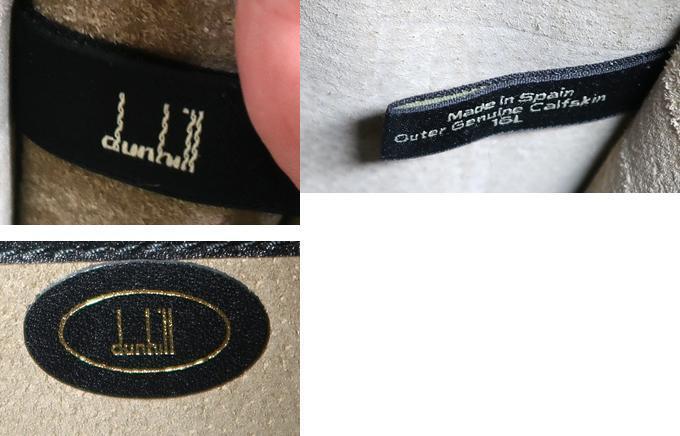 dunhill
Made in Spain
Outer Genuine Calfskin
16L
dunhill